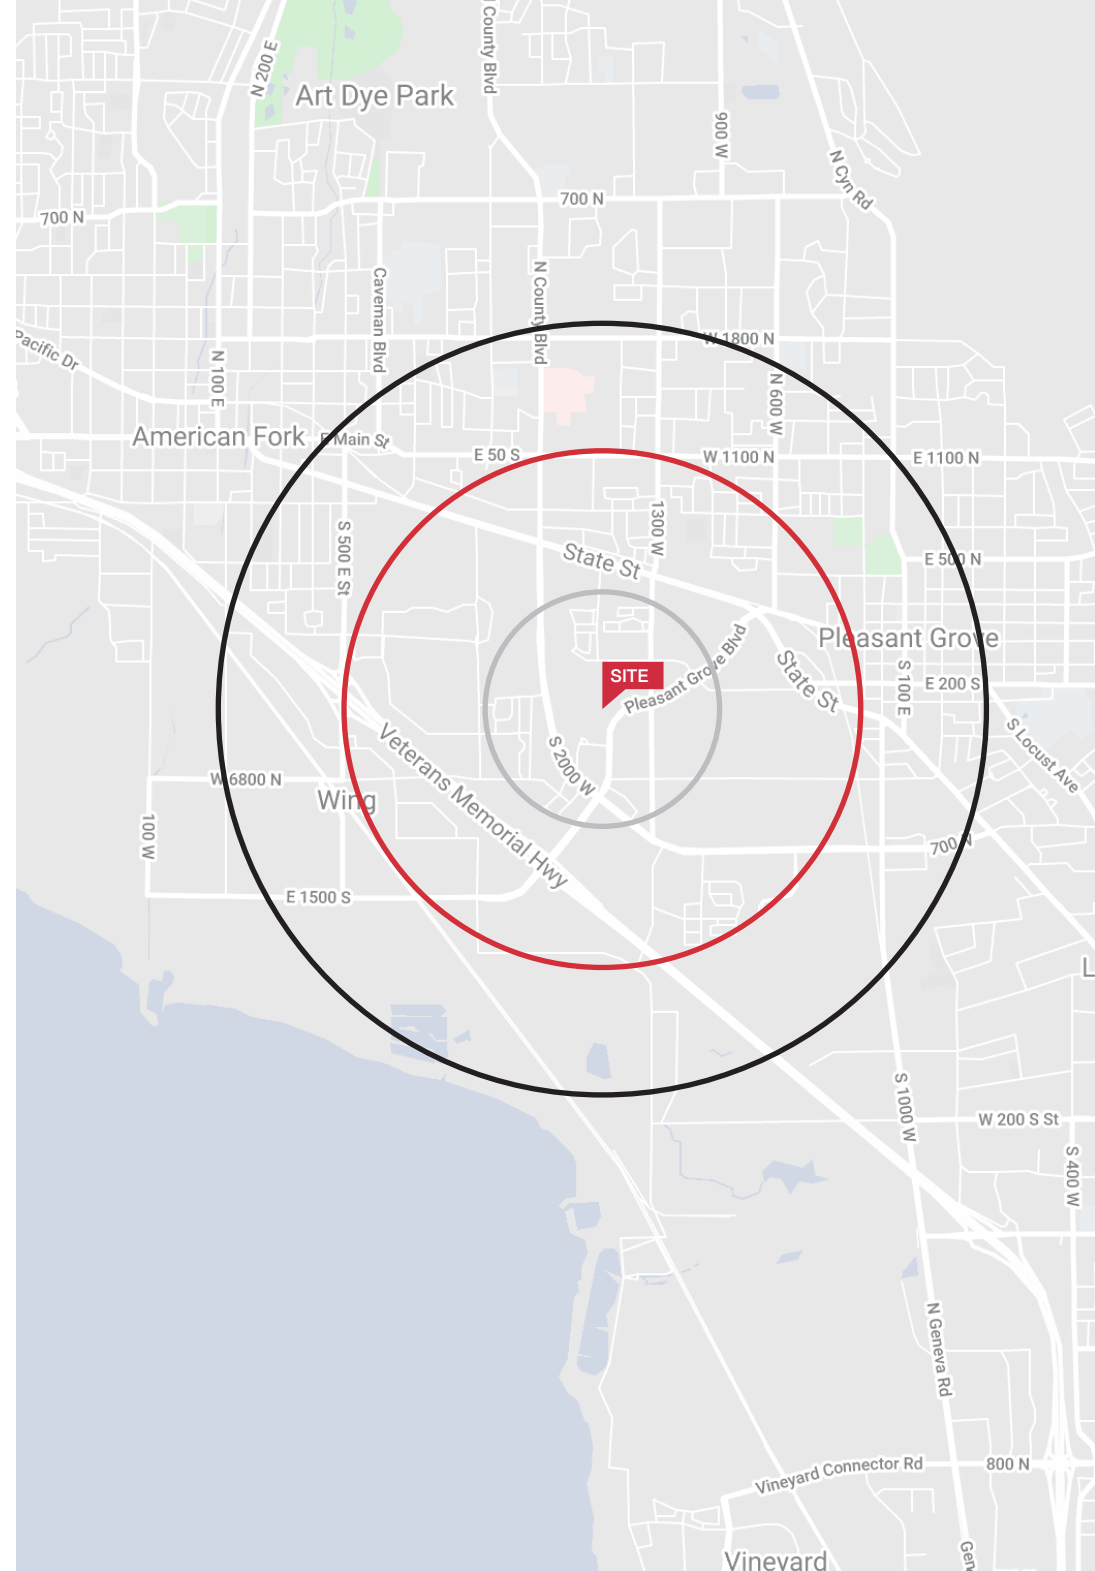 County Blvd
N 200 E
Art Dye Park
900 W
N Cyn Rd
700 N
700 N
N County Blvd
Caveman Blvd
Pacific Dr
W 1800 N
N 100 E
N 600 W
American Fork
E Main St
E 50 S
W 1100 N
E 1100 N
1300 W
S 500 E St
State St
E 500 N
Pleasant Grove
Pleasant Grove Blvd
SITE
State St
S 100 E
E 200 S
S Locust Ave
S 2000 W
Veterans Memorial Hwy
W 6800 N
Wing
100 W
700 N
E 1500 S
L
S 1000 W
W 200 S St
S 400 W
N Geneva Rd
Vineyard Connector Rd
800 N
Gen
Vineyard